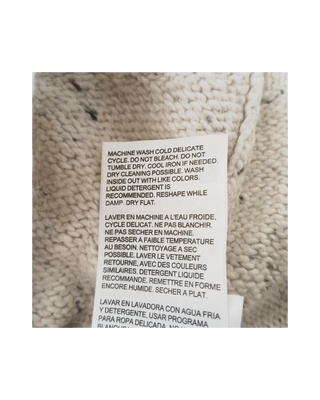 MACHINE WASH COLD DELICATE
CYCLE. DO NOT BLEACH. DO NOT
TUMBLE DRY. COOL IRON IF NEEDED.
DRY CLEANING POSSIBLE. WASH
INSIDE OUT WITH LIKE COLORS.
LIQUID DETERGENT IS
RECOMMENDED. RESHAPE WHILE
DAMP. DRY FLAT.
LAVER EN MACHINE A L'EAU FROIDE,
CYCLE DELICAT. NE PAS BLANCHIR.
NE PAS SECHER EN MACHINE.
REPASSER A FAIBLE TEMPERATURE
AU BESOIN. NETTOYAGE A SEC
POSSIBLE. LAVER LE VETEMENT
RETOURNE, AVEC DES COULEURS
SIMILAIRES. DETERGENT LIQUIDE
RECOMMANDE. REMETTRE EN FORME
ENCORE HUMIDE. SECHER A PLAT.
LAVAR EN LAVADORA CON AGUA FRIA
Y DETERGENTE, USAR PROGRAMA
PARA ROPA DELICADA. NO